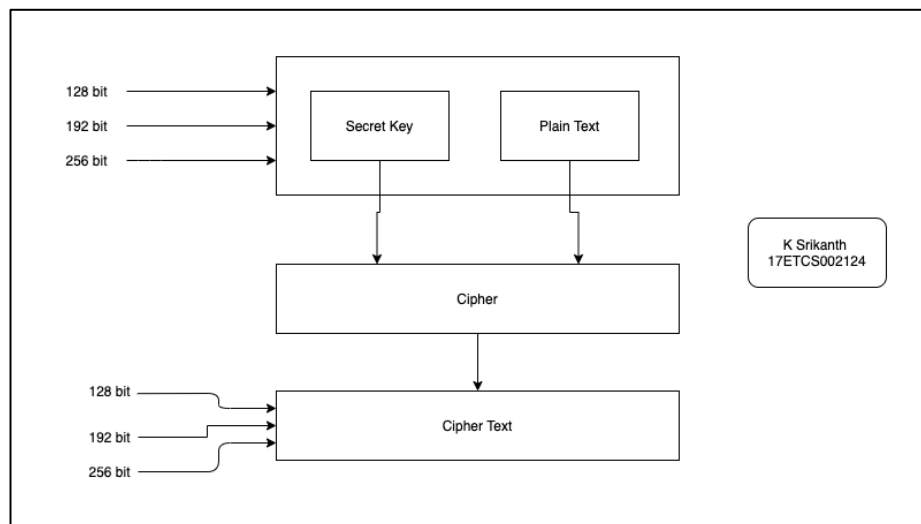 128 bit
192 bit
256 bit
Secret Key
Plain Text
K Srikanth
17ETCS002124
Cipher
128 bit
192 bit
256 bit
Cipher Text